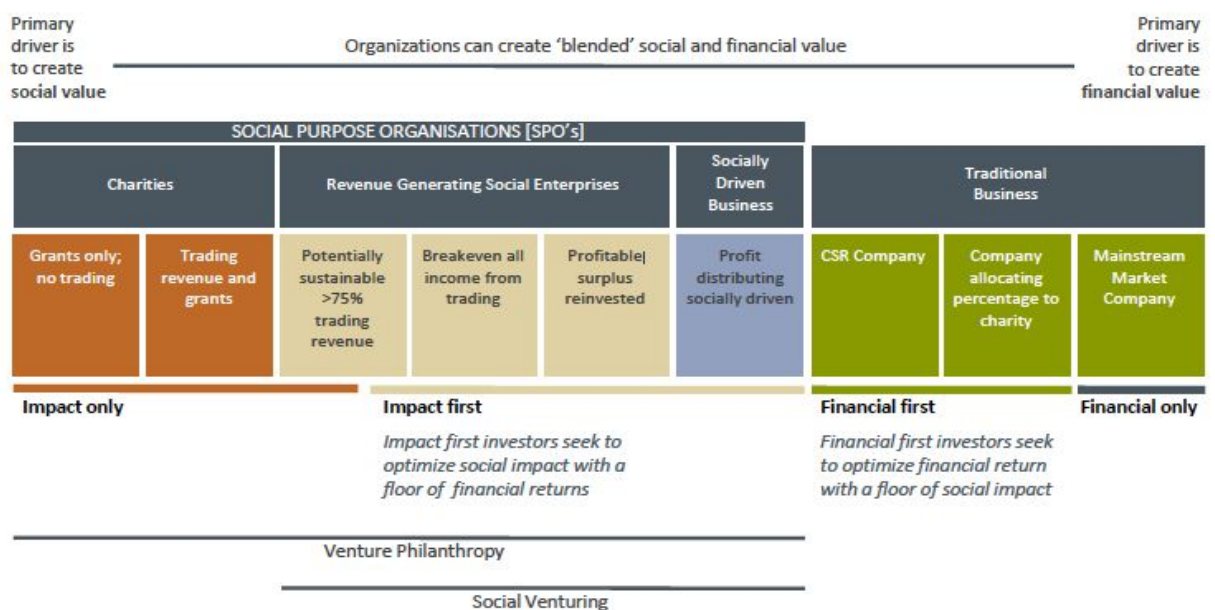 Primary
driver is
to create
social value
Organizations can create ‘blended’ social and financial value
Primary
driver is
to create
financial value
SOCIAL PURPOSE ORGANISATIONS [SPO's]
Charities
Revenue Generating Social Enterprises
Socially
Driven
Business
Traditional
Business
Grants only;
no trading
Trading
revenue and
grants
Potentially
sustainable
>75%
trading
revenue
Breakeven all
income from
trading
Profitable|
surplus
reinvested
Profit
distributing
socially driven
CSR Company
Company
allocating
percentage to
charity
Mainstream
Market
Company
Impact only
Impact first
Impact first investors seek to
optimize social impact with a
floor of financial returns
Financial first
Financial first investors seek
to optimize financial return
with a floor of social impact
Financial only
Venture Philanthropy
Social Venturing